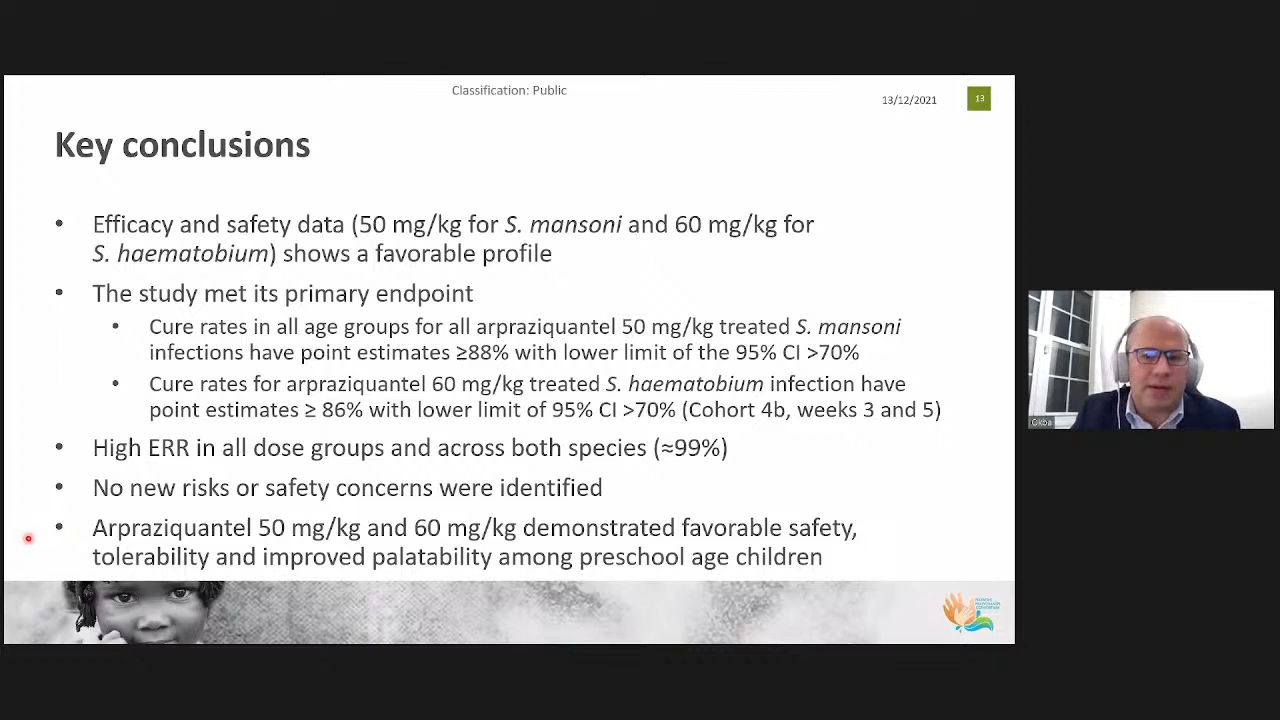 Classification: Public
13/12/2021
13
Key conclusions
• Efficacy and safety data (50 mg/kg for S. mansoni and 60 mg/kg for
S. haematobium) shows a favorable profile
• The study met its primary endpoint
• Cure rates in all age groups for all arpraziquantel 50 mg/kg treated S. mansoni
infections have point estimates ≥88% with lower limit of the 95% CI >70%
• Cure rates for arpraziquantel 60 mg/kg treated S. haematobium infection have
point estimates ≥ 86% with lower limit of 95% CI >70% (Cohort 4b, weeks 3 and 5)
• High ERR in all dose groups and across both species (≈99%)
• No new risks or safety concerns were identified
• Arpraziquantel 50 mg/kg and 60 mg/kg demonstrated favorable safety,
tolerability and improved palatability among preschool age children
CONSORTIUM